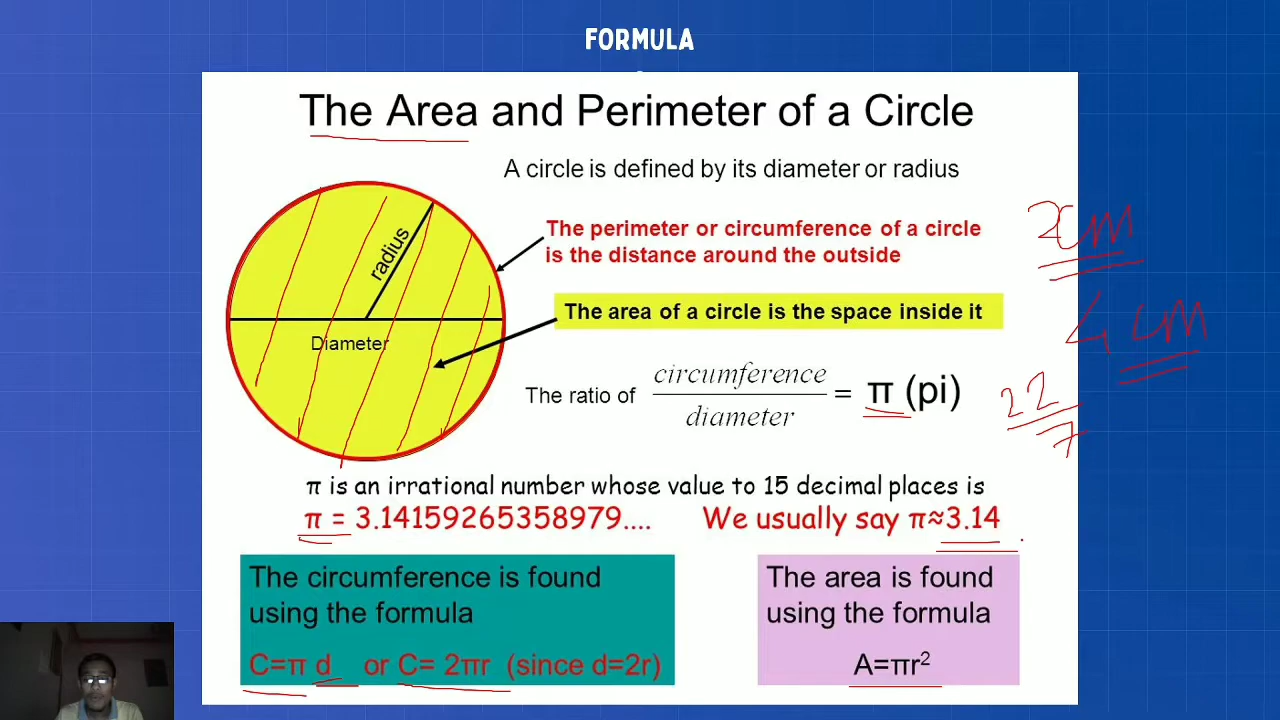 FORMULA
The Area and Perimeter of a Circle
A circle is defined by its diameter or radius
radius
Diameter
The perimeter or circumference of a circle
is the distance around the outside
The area of a circle is the space inside it
The ratio of circumference / diameter = π (pi)
2cm
4 cm
22
7
π is an irrational number whose value to 15 decimal places is
π = 3.14159265358979.... We usually say π≈3.14
The circumference is found
using the formula
C=π d or C= 2πr (since d=2r)
The area is found
using the formula
A=πr²